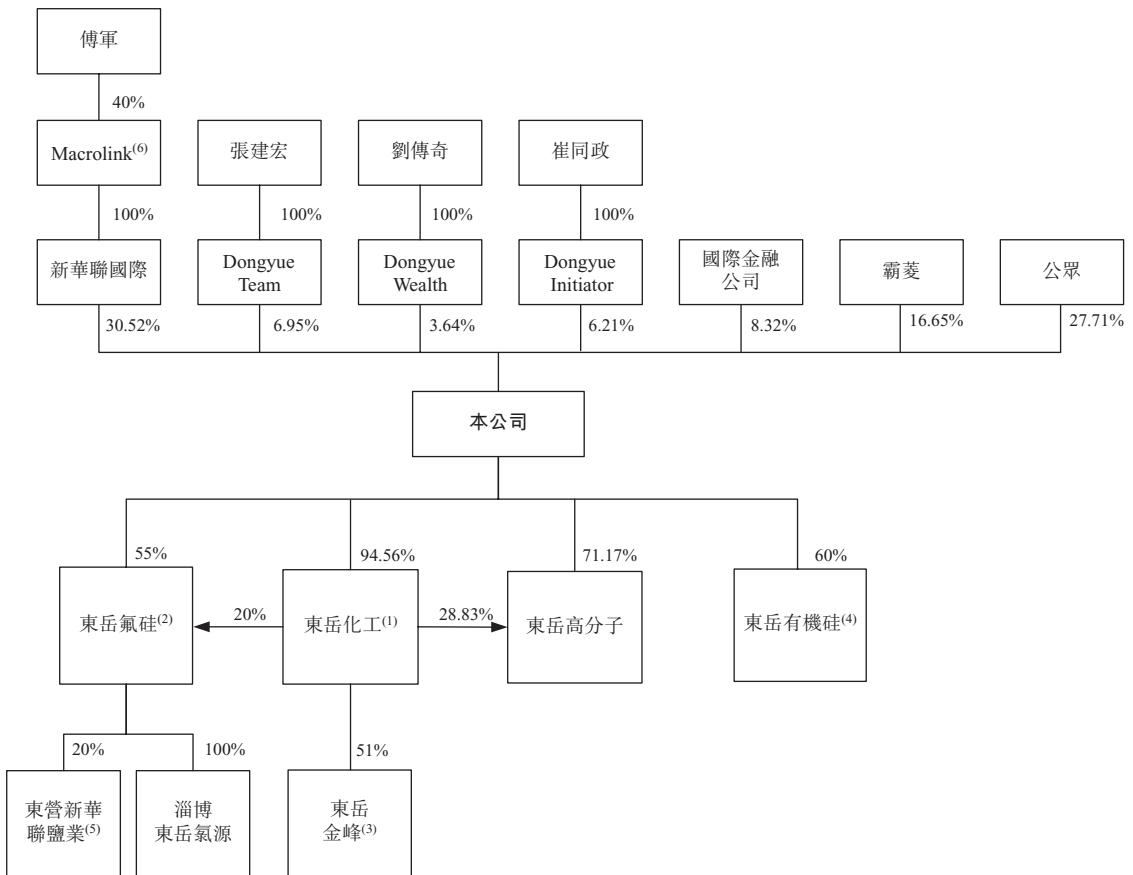 傅軍
40%
Macrolink(6)
張建宏
劉傳奇
崔同政
100%
100%
100%
100%
新華聯國際
Dongyue
Team
Dongyue
Wealth
Dongyue
Initiator
國際金融
公司
霸菱
公眾
30.52%
6.95%
3.64%
6.21%
8.32%
16.65%
27.71%
本公司
55%
94.56%
71.17%
60%
東岳氟硅(2)
20%
東岳化工(1)
28.83%
東岳高分子
東岳有機硅(4)
20%
100%
51%
東營新華
聯鹽業(5)
淄博
東岳氯源
東岳
金峰(3)